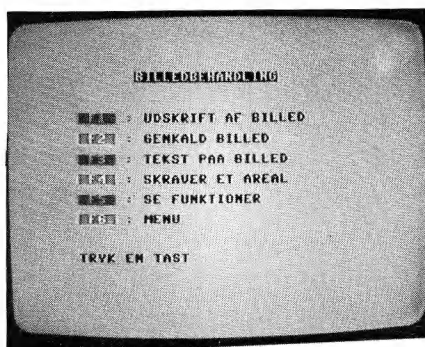 BILLEDBEHANDLING
: UDSKRIFT AF BILLED
: GENKALD BILLED
: TEKST PAA BILLED
: SKRAVER ET AREAL
: SE FUNKTIONER
: MENU
TRYK EN TAST